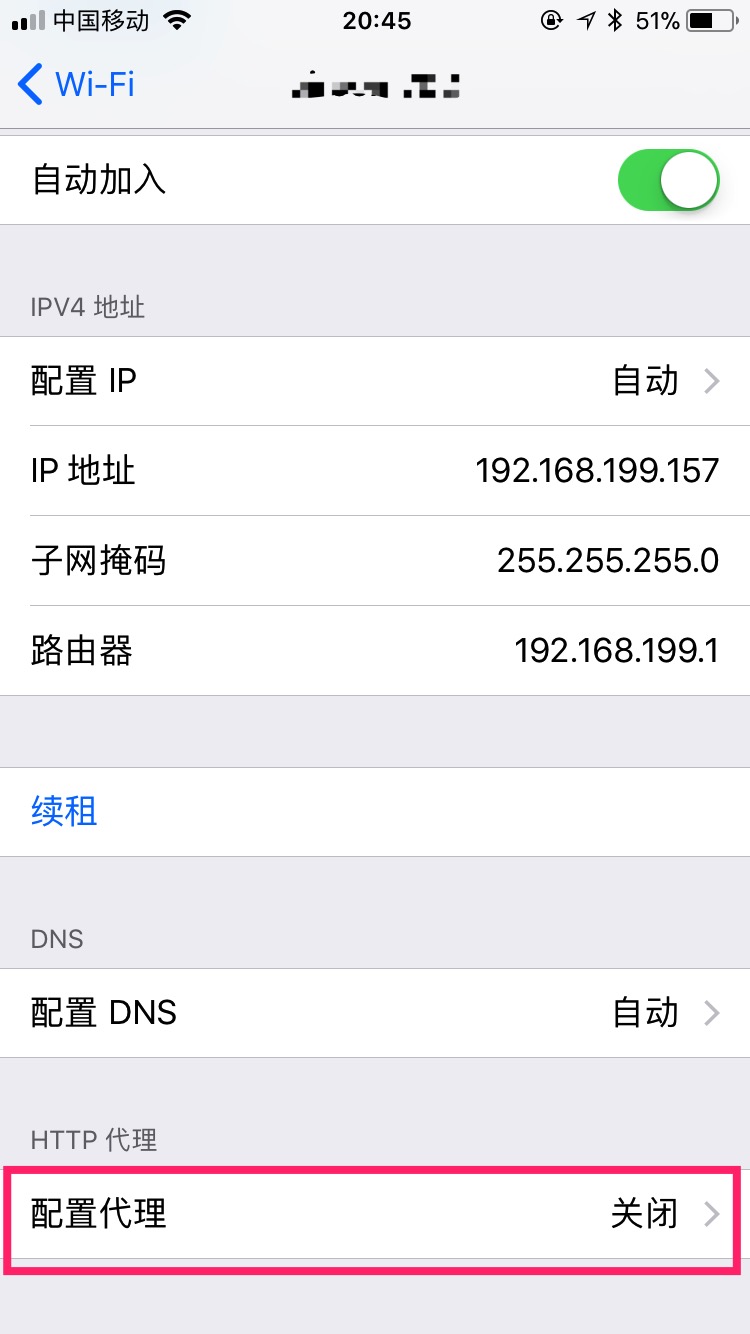 中国移动 20:45 51%
Wi-Fi
自动加入
IPV4 地址
配置 IP 自动
IP 地址 192.168.199.157
子网掩码 255.255.255.0
路由器 192.168.199.1
续租
DNS
配置 DNS 自动
HTTP 代理
配置代理 关闭